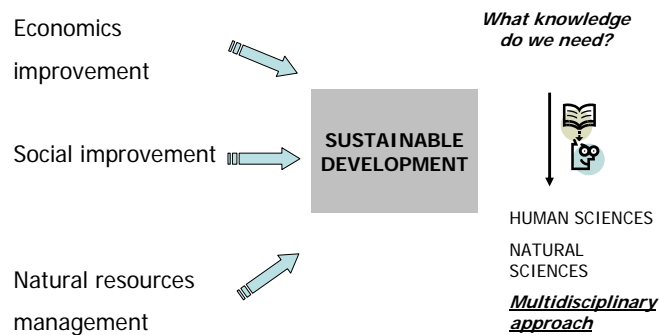 Economics
improvement
Social improvement
Natural resources
management
SUSTAINABLE
DEVELOPMENT
What knowledge
do we need?
HUMAN SCIENCES
NATURAL
SCIENCES
Multidisciplinary
approach